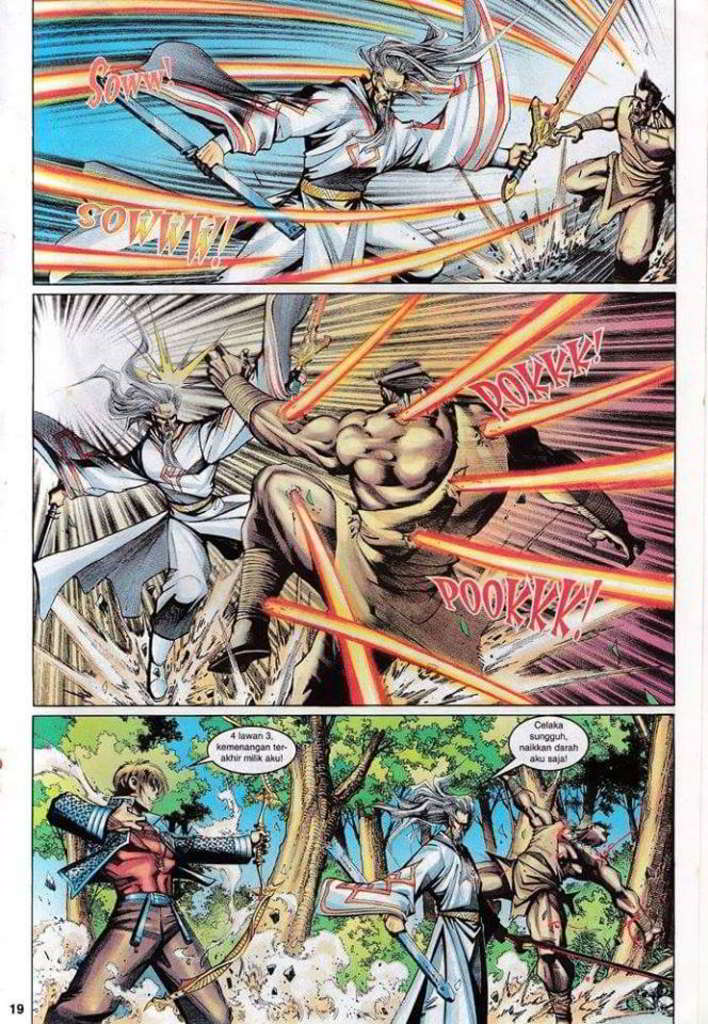 SOWW!
SOWWW!!
POKKK!
POOKKK!
4 lawan 3,
kemenangan ter-
akhir milik aku!
Celaka
sungguh,
naikkan darah
aku saja!
19